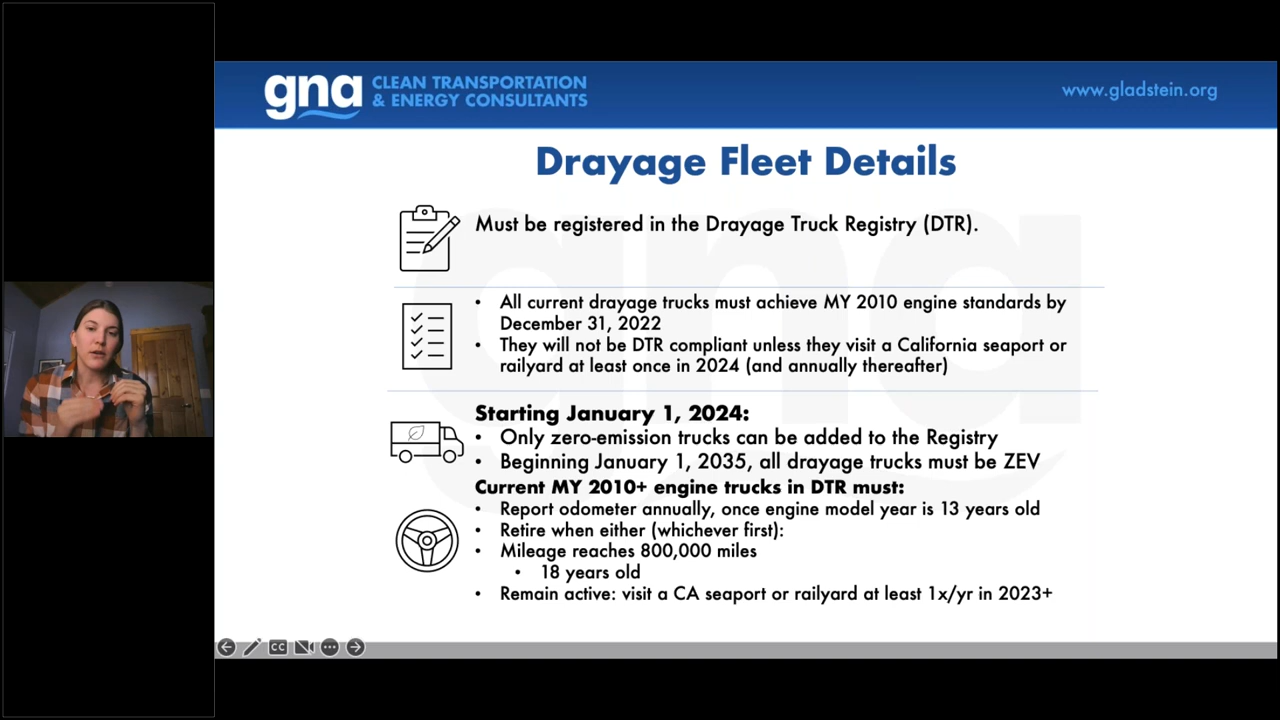 gna CLEAN TRANSPORTATION
& ENERGY CONSULTANTS
www.gladstein.org
Drayage Fleet Details
Must be registered in the Drayage Truck Registry (DTR).
• All current drayage trucks must achieve MY 2010 engine standards by
December 31, 2022
• They will not be DTR compliant unless they visit a California seaport or
railyard at least once in 2024 (and annually thereafter)
Starting January 1, 2024:
• Only zero-emission trucks can be added to the Registry
• Beginning January 1, 2035, all drayage trucks must be ZEV
Current MY 2010+ engine trucks in DTR must:
• Report odometer annually, once engine model year is 13 years old
• Retire when either (whichever first):
• Mileage reaches 800,000 miles
• 18 years old
• Remain active: visit a CA seaport or railyard at least 1x/yr in 2023+
CC